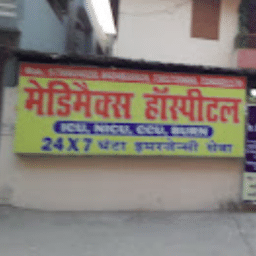 मेडिमैक्स हॉस्पीटल
ICU, NICU, CCU, BURN
24X7 घंटा इमरजेन्सी सेवा